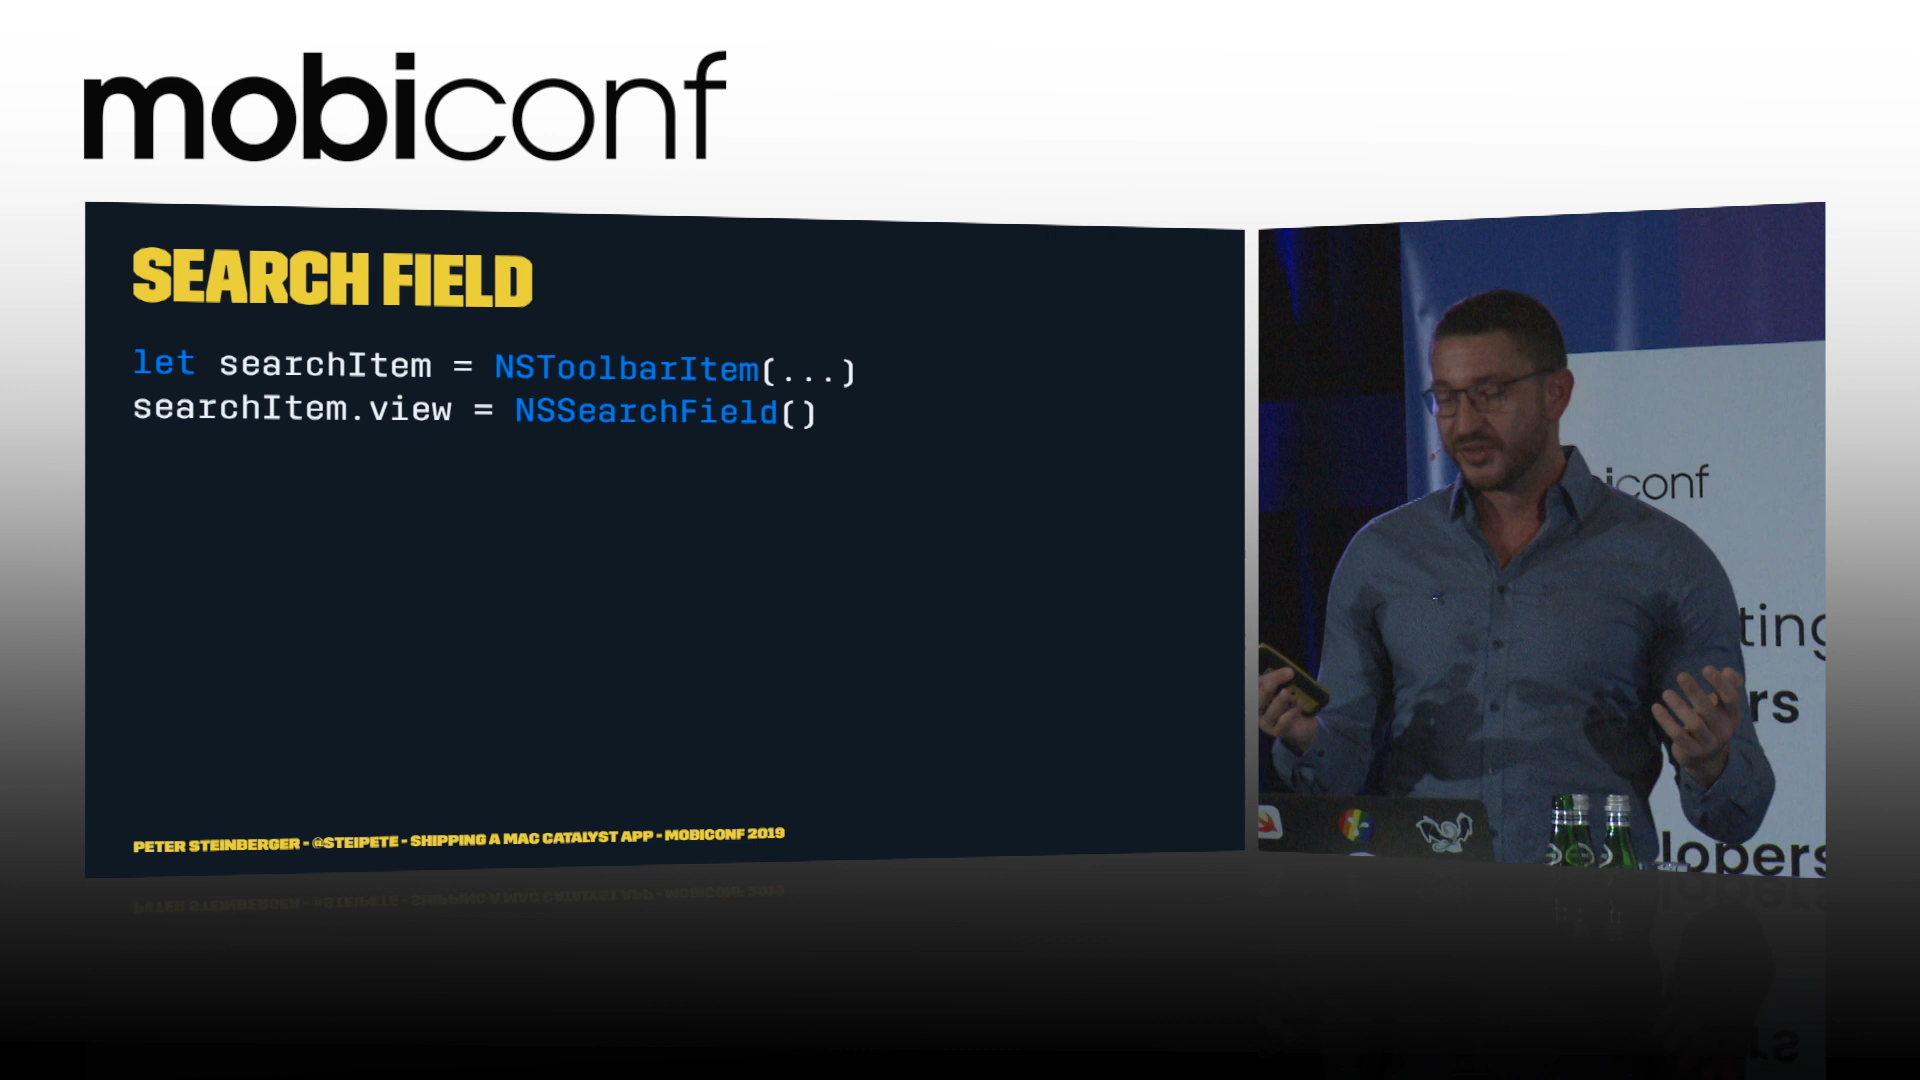 mobiconf
SEARCH FIELD
let searchItem = NSToolbarItem(...)
searchItem.view = NSSearchField()
PETER STEINBERGER - @STEIPETE - SHIPPING A MAC CATALYST APP - MOBICONF 2019
iconf
ting
rs
lopers